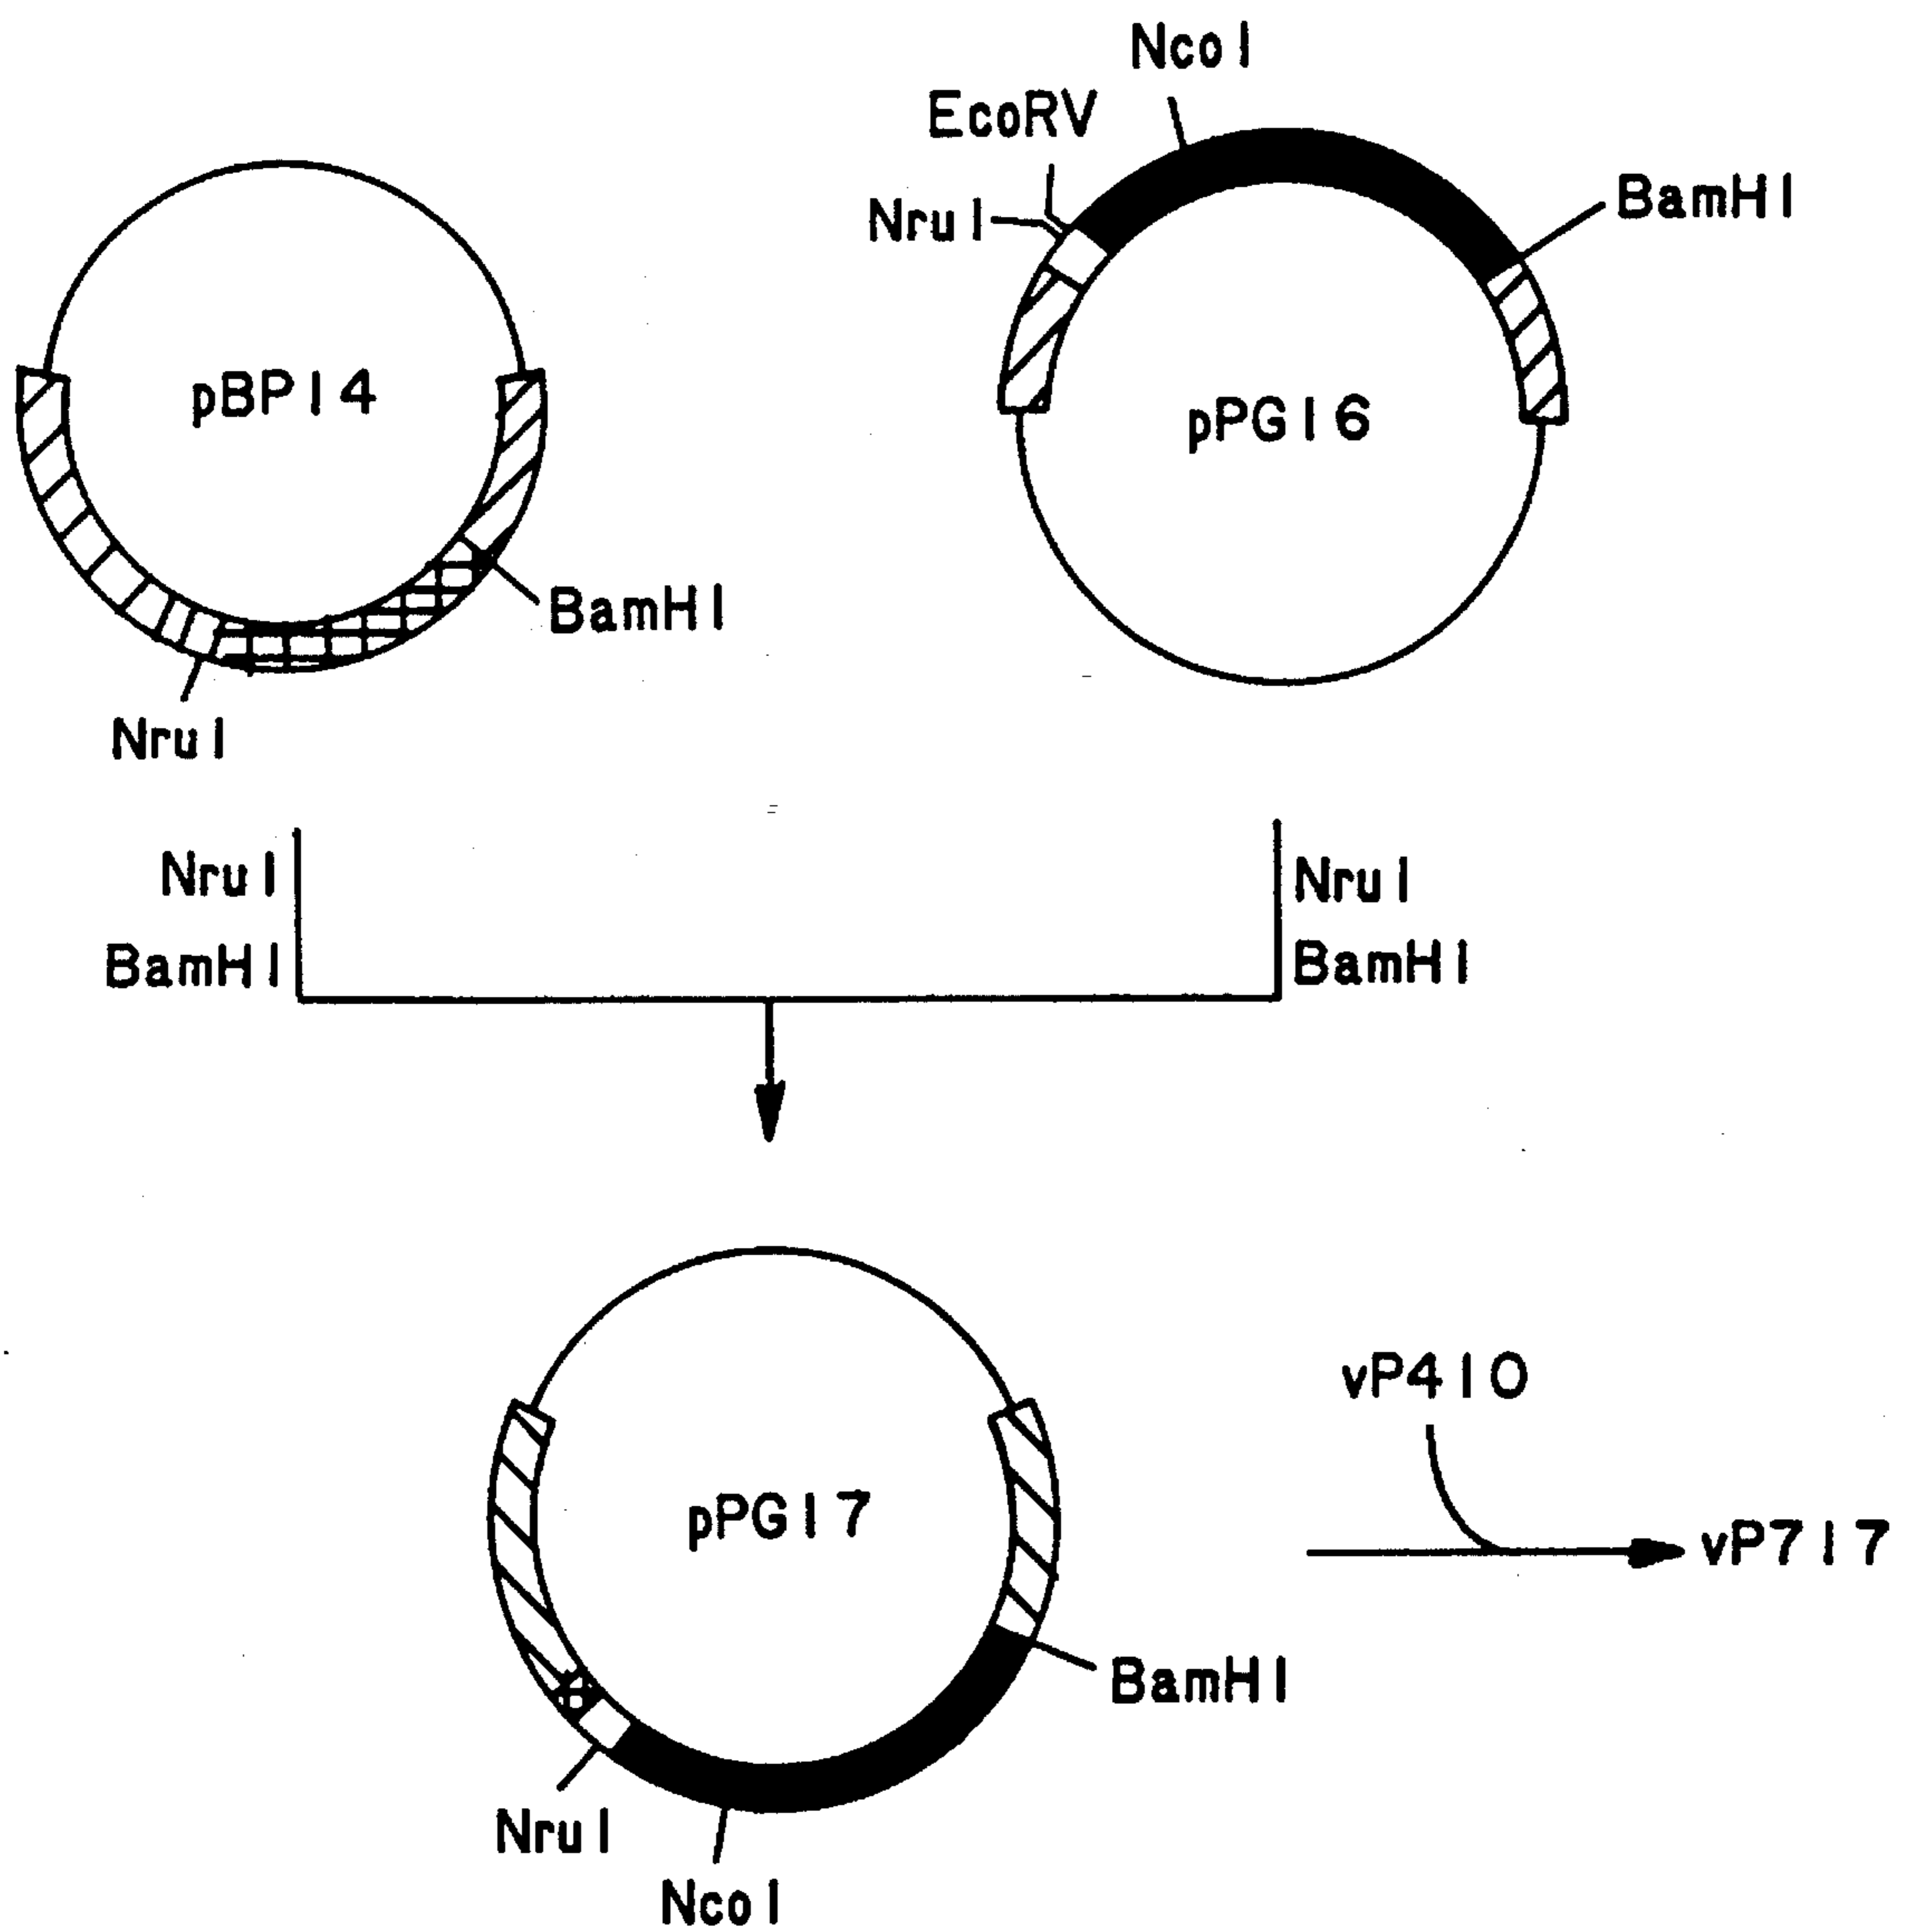 NcoI
EcoRV
NruI
BamHI
pBP14
pPG16
BamHI
NruI
NruI
BamHI
NruI
BamHI
pPG17
vP410
vP717
BamHI
NruI
NcoI